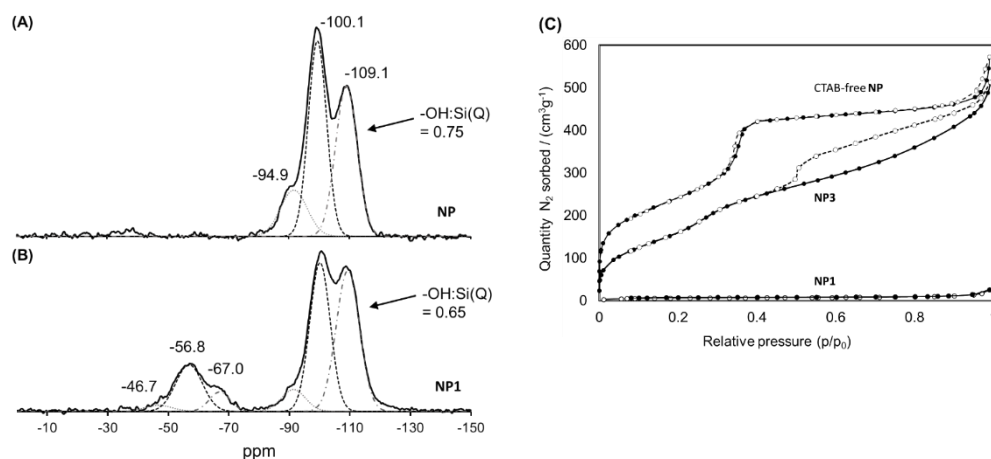 (A)
-100.1
-109.1
-OH:Si(Q)
= 0.75
-94.9
NP
(B)
-OH:Si(Q)
= 0.65
-56.8
-46.7
-67.0
NP1
-10 -30 -50 -70 -90 -110 -130 -150
ppm
(C)
600
500
400
300
200
100
0
Quantity N₂ sorbed / (cm³g⁻¹)
CTAB-free NP
NP3
NP1
0 0.2 0.4 0.6 0.8 1
Relative pressure (p/p₀)